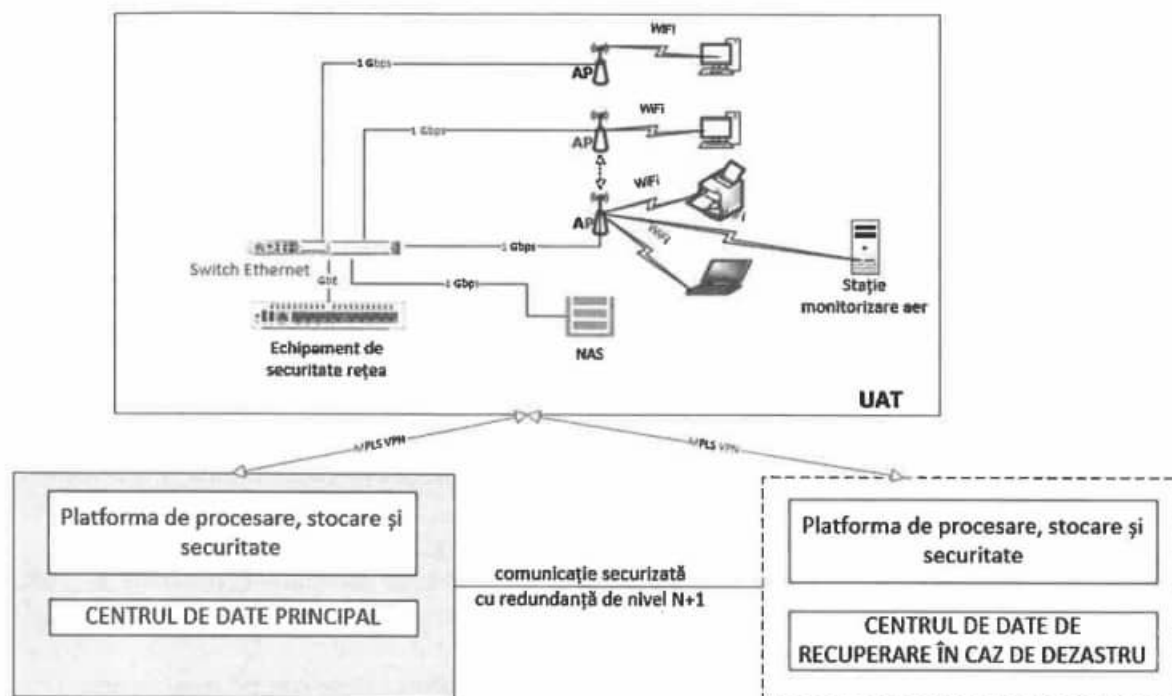 WiFi
1 Gbps
AP
WiFi
1 Gbps
AP
WiFi
AP
WiFi
1 Gbps
Switch Ethernet
GbE
1 Gbps
Stație
monitorizare aer
Echipament de
securitate rețea
NAS
UAT
MPLS VPN
MPLS VPN
Platforma de procesare, stocare și
securitate
CENTRUL DE DATE PRINCIPAL
comunicație securizată
cu redundanță de nivel N+1
Platforma de procesare, stocare și
securitate
CENTRUL DE DATE DE
RECUPERARE ÎN CAZ DE DEZASTRU